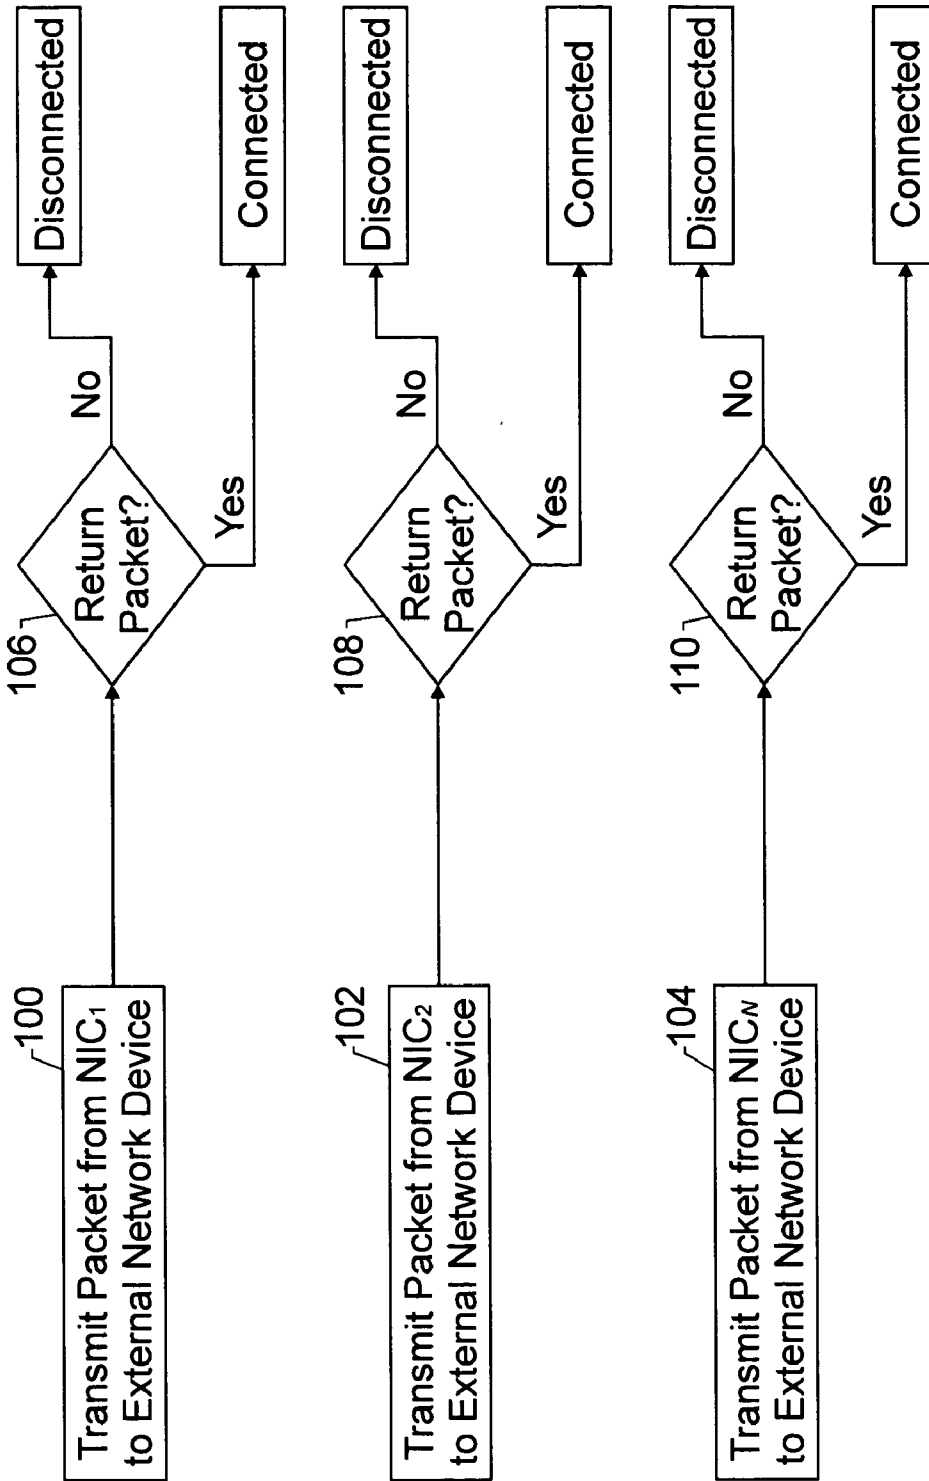 100
Transmit Packet from NIC1
to External Network Device
106
Return
Packet?
No
Disconnected
Yes
Connected
102
Transmit Packet from NIC2
to External Network Device
108
Return
Packet?
No
Disconnected
Yes
Connected
104
Transmit Packet from NICN
to External Network Device
110
Return
Packet?
No
Disconnected
Yes
Connected